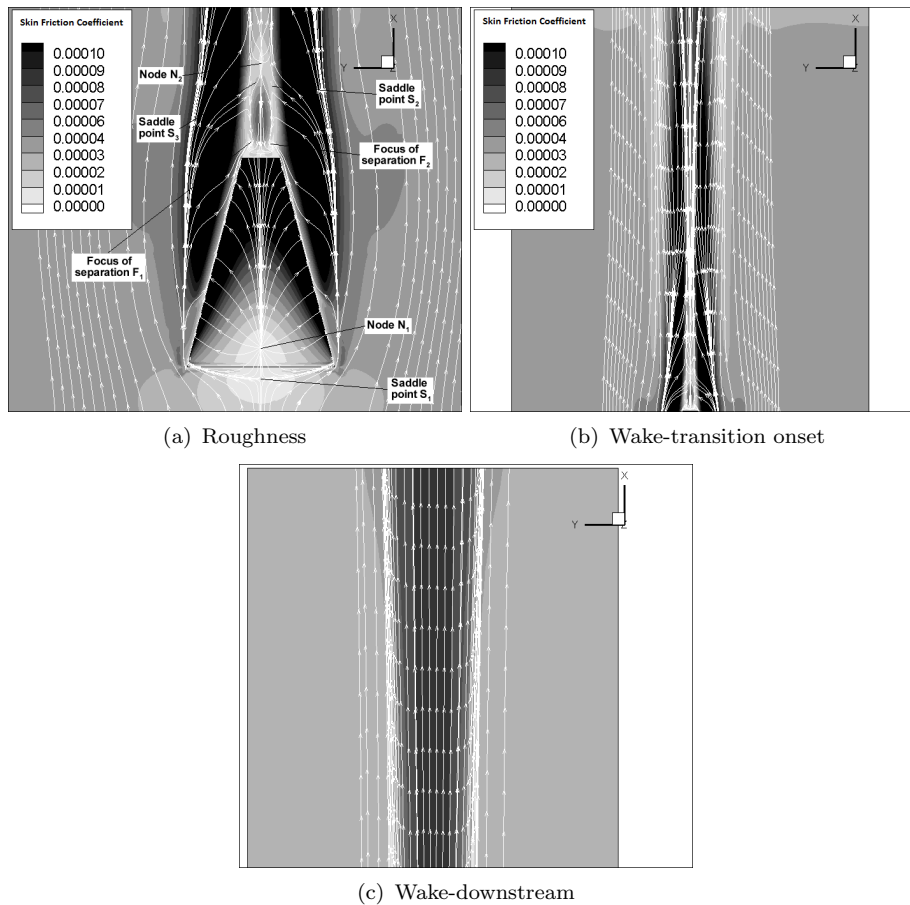 Skin Friction Coefficient
0.00010
0.00009
0.00008
0.00007
0.00006
0.00004
0.00003
0.00002
0.00001
0.00000
X
Y
Z
Node N2
Saddle
point S2
Saddle
point S3
Focus of
separation F2
Focus of
separation F1
Node N1
Saddle
point S1
(a) Roughness
Skin Friction Coefficient
0.00010
0.00009
0.00008
0.00007
0.00006
0.00004
0.00003
0.00002
0.00001
0.00000
X
Y
Z
(b) Wake-transition onset
X
Y
Z
(c) Wake-downstream